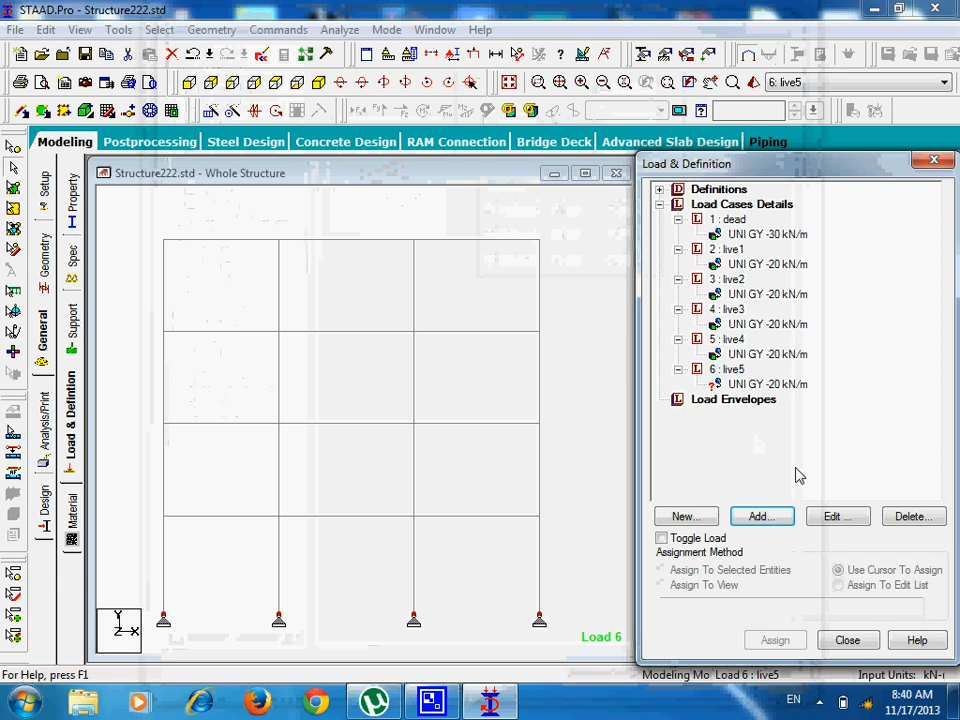 STAAD.Pro - Structure222.std
File Edit View Tools Select Geometry Commands Analyze Mode Window Help
6: live5
Modeling Postprocessing Steel Design Concrete Design RAM Connection Bridge Deck Advanced Slab Design Piping
Setup
Geometry
General
Analysis/Print
Design
Property
Spec
Support
Load & Definition
Material
Structure222.std - Whole Structure
Y
Z X
Load 6
Load & Definition
Definitions
Load Cases Details
1 : dead
UNI GY -30 kN/m
2 : live1
UNI GY -20 kN/m
3 : live2
UNI GY -20 kN/m
4 : live3
UNI GY -20 kN/m
5 : live4
UNI GY -20 kN/m
6 : live5
UNI GY -20 kN/m
Load Envelopes
New... Add... Edit ... Delete...
Toggle Load
Assignment Method
Assign To Selected Entities Use Cursor To Assign
Assign To View Assign To Edit List
Assign Close Help
For Help, press F1
Modeling Mo Load 6 : live5 Input Units: kN-
EN
8:40 AM
11/17/2013